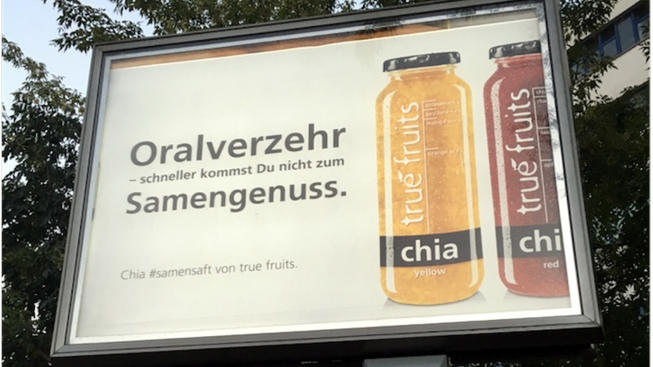 Oralverzehr
– schneller kommst Du nicht zum
Samengenuss.
Chia #samensaft von true fruits.
true fruits
chia
yellow
true fruits
chi
red